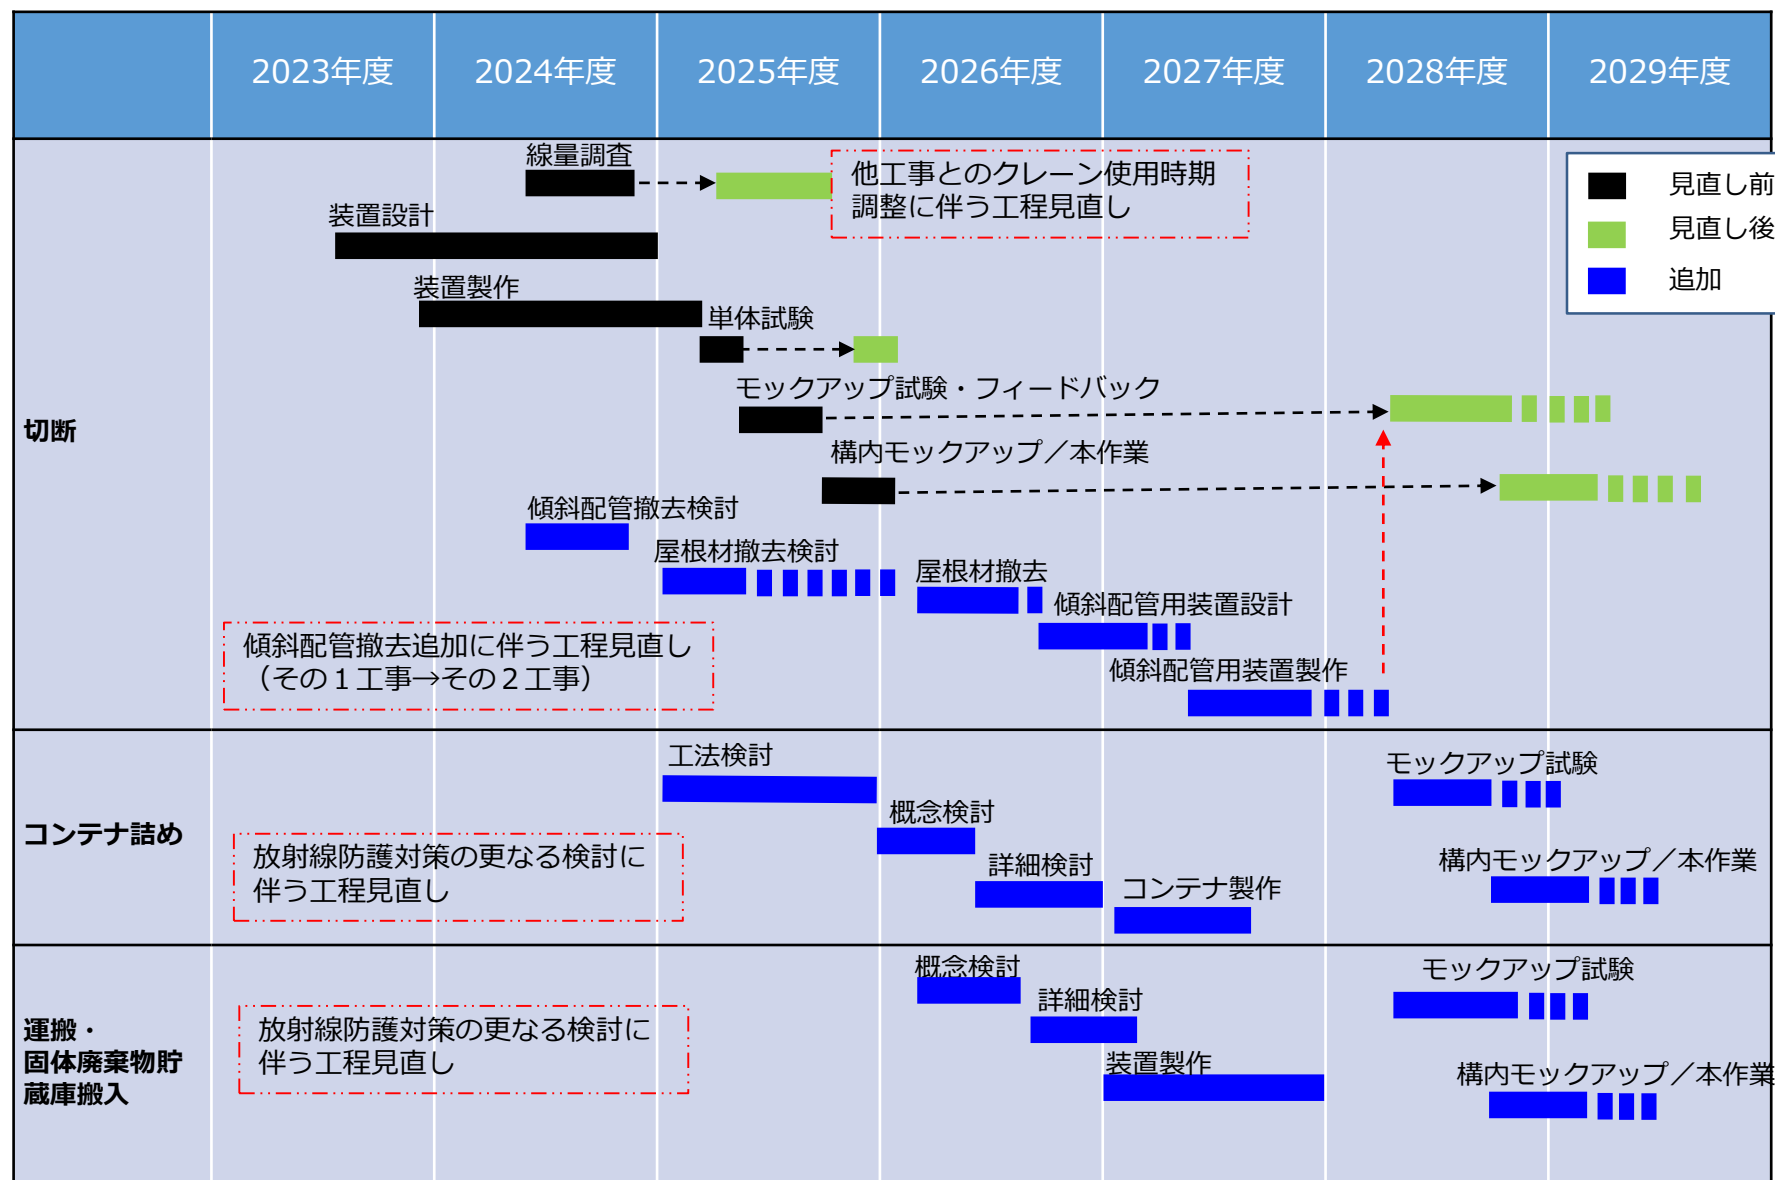 2023年度
2024年度
2025年度
2026年度
2027年度
2028年度
2029年度
切断
線量調査
他工事とのクレーン使用時期
調整に伴う工程見直し
見直し前
見直し後
追加
装置設計
装置製作
単体試験
モックアップ試験・フィードバック
構内モックアップ／本作業
傾斜配管撤去検討
屋根材撤去検討
屋根材撤去
傾斜配管用装置設計
傾斜配管用装置製作
傾斜配管撤去追加に伴う工程見直し
（その１工事→その２工事）
コンテナ詰め
工法検討
概念検討
詳細検討
コンテナ製作
モックアップ試験
構内モックアップ／本作業
放射線防護対策の更なる検討に
伴う工程見直し
運搬・
固体廃棄物貯
蔵庫搬入
概念検討
詳細検討
装置製作
モックアップ試験
構内モックアップ／本作業
放射線防護対策の更なる検討に
伴う工程見直し